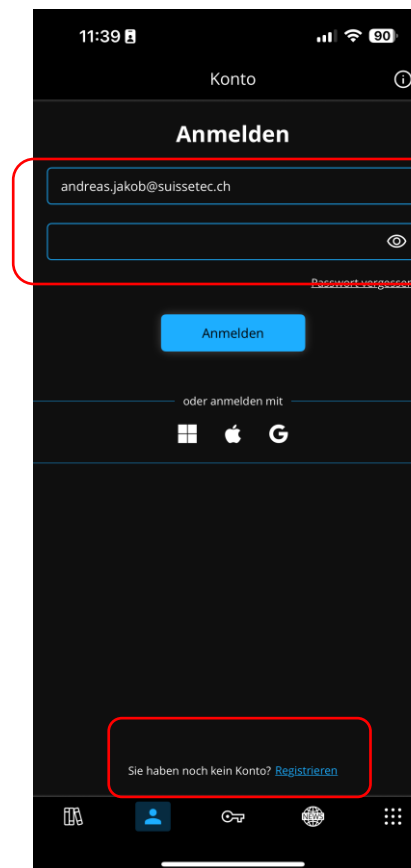 11:39
90
Konto
Anmelden
andreas.jakob@suissetec.ch
Passwort vergessen
Anmelden
oder anmelden mit
G
Sie haben noch kein Konto? Registrieren
NEWS